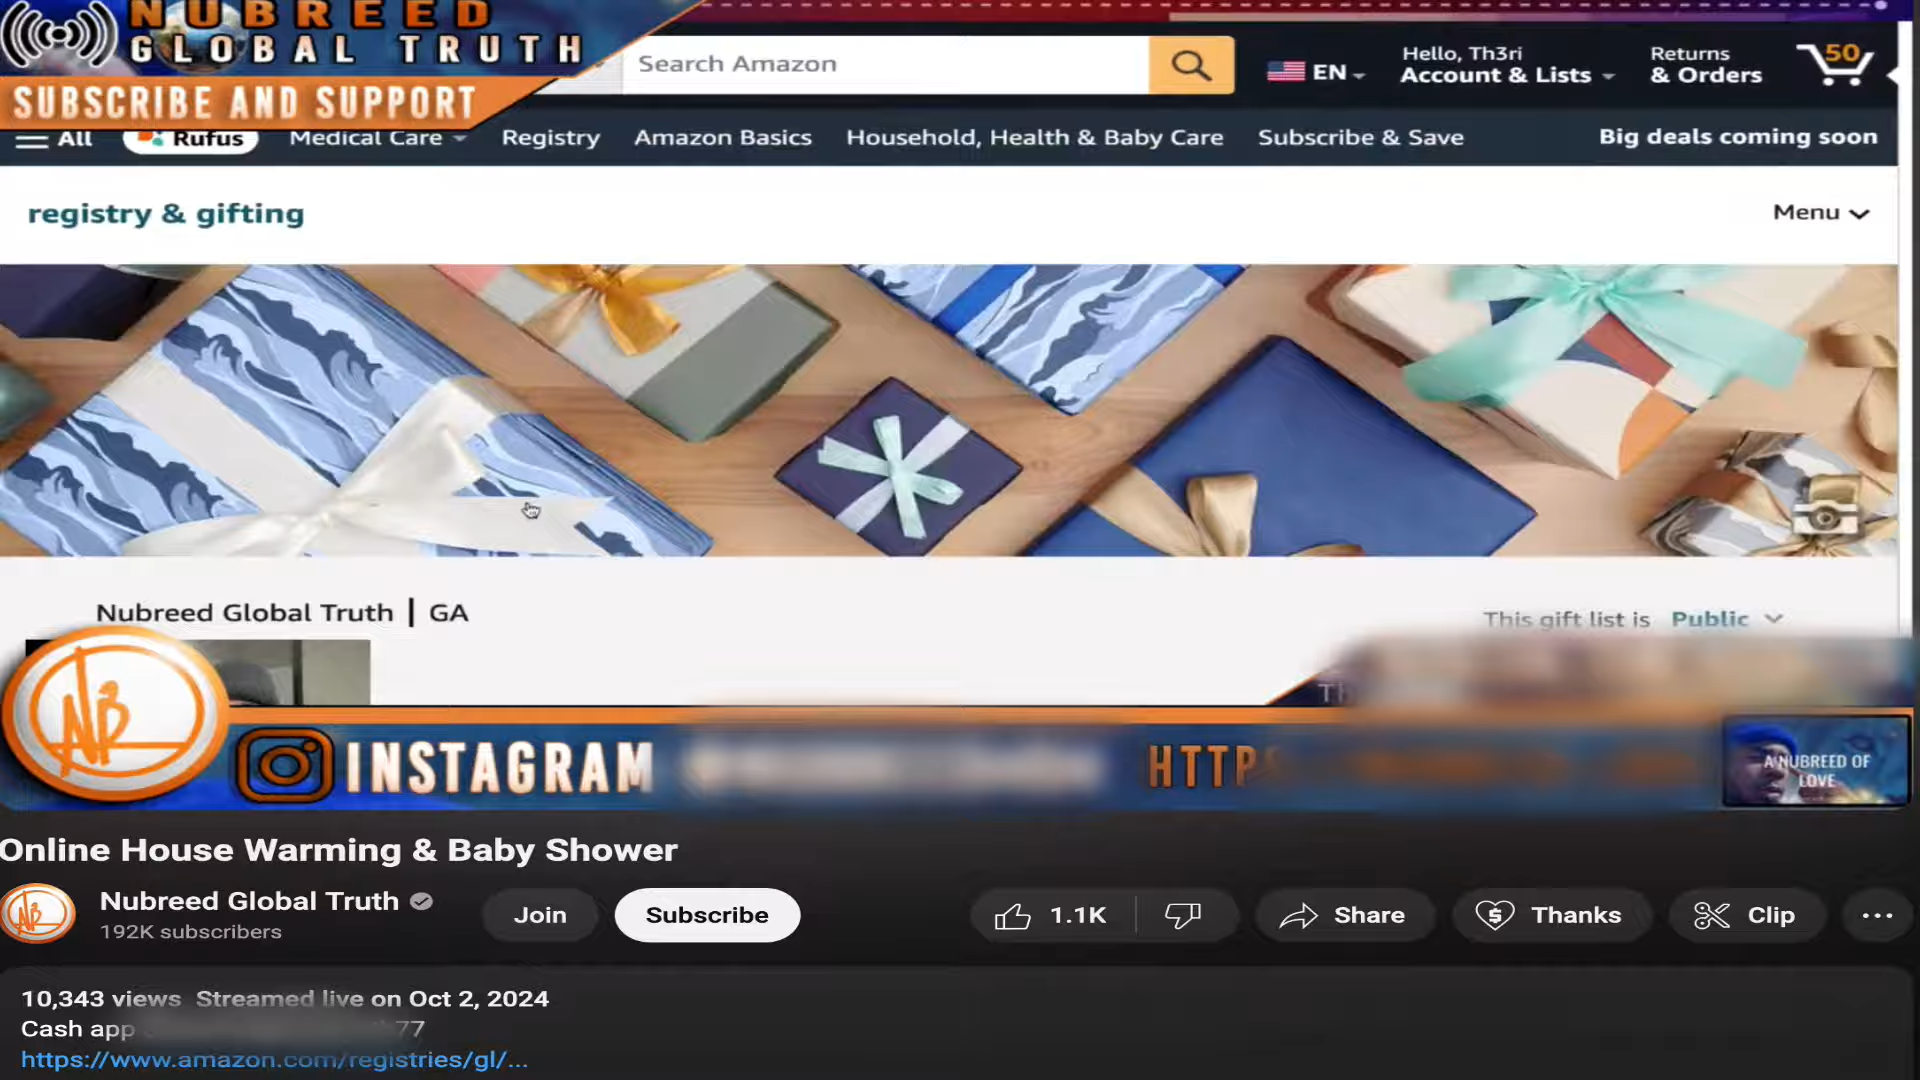 NUBREED
GLOBAL TRUTH
SUBSCRIBE AND SUPPORT
Search Amazon
EN
Hello, Th3ri
Account & Lists
Returns
& Orders
50
All
Rufus
Medical Care
Registry
Amazon Basics
Household, Health & Baby Care
Subscribe & Save
Big deals coming soon
registry & gifting
Menu
Nubreed Global Truth | GA
This gift list is Public
INSTAGRAM
HTTP
A NUBREED OF
LOVE
Online House Warming & Baby Shower
Nubreed Global Truth
192K subscribers
Join
Subscribe
1.1K
Share
Thanks
Clip
10,343 views Streamed live on Oct 2, 2024
Cash app 77
https://www.amazon.com/registries/gl/...